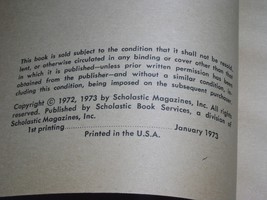 This book is sold subject to the condition that it shall not be resold,
lent, or otherwise circulated in any binding or cover other than that
in which it is published—unless prior written permission has been
obtained from the publisher—and without a similar condition, in-
cluding this condition, being imposed on the subsequent purchaser.
Copyright © 1972, 1973 by Scholastic Magazines, Inc. All rights
reserved. Published by Scholastic Book Services, a division of
Scholastic Magazines, Inc.
1st printing January 1973
Printed in the U.S.A.